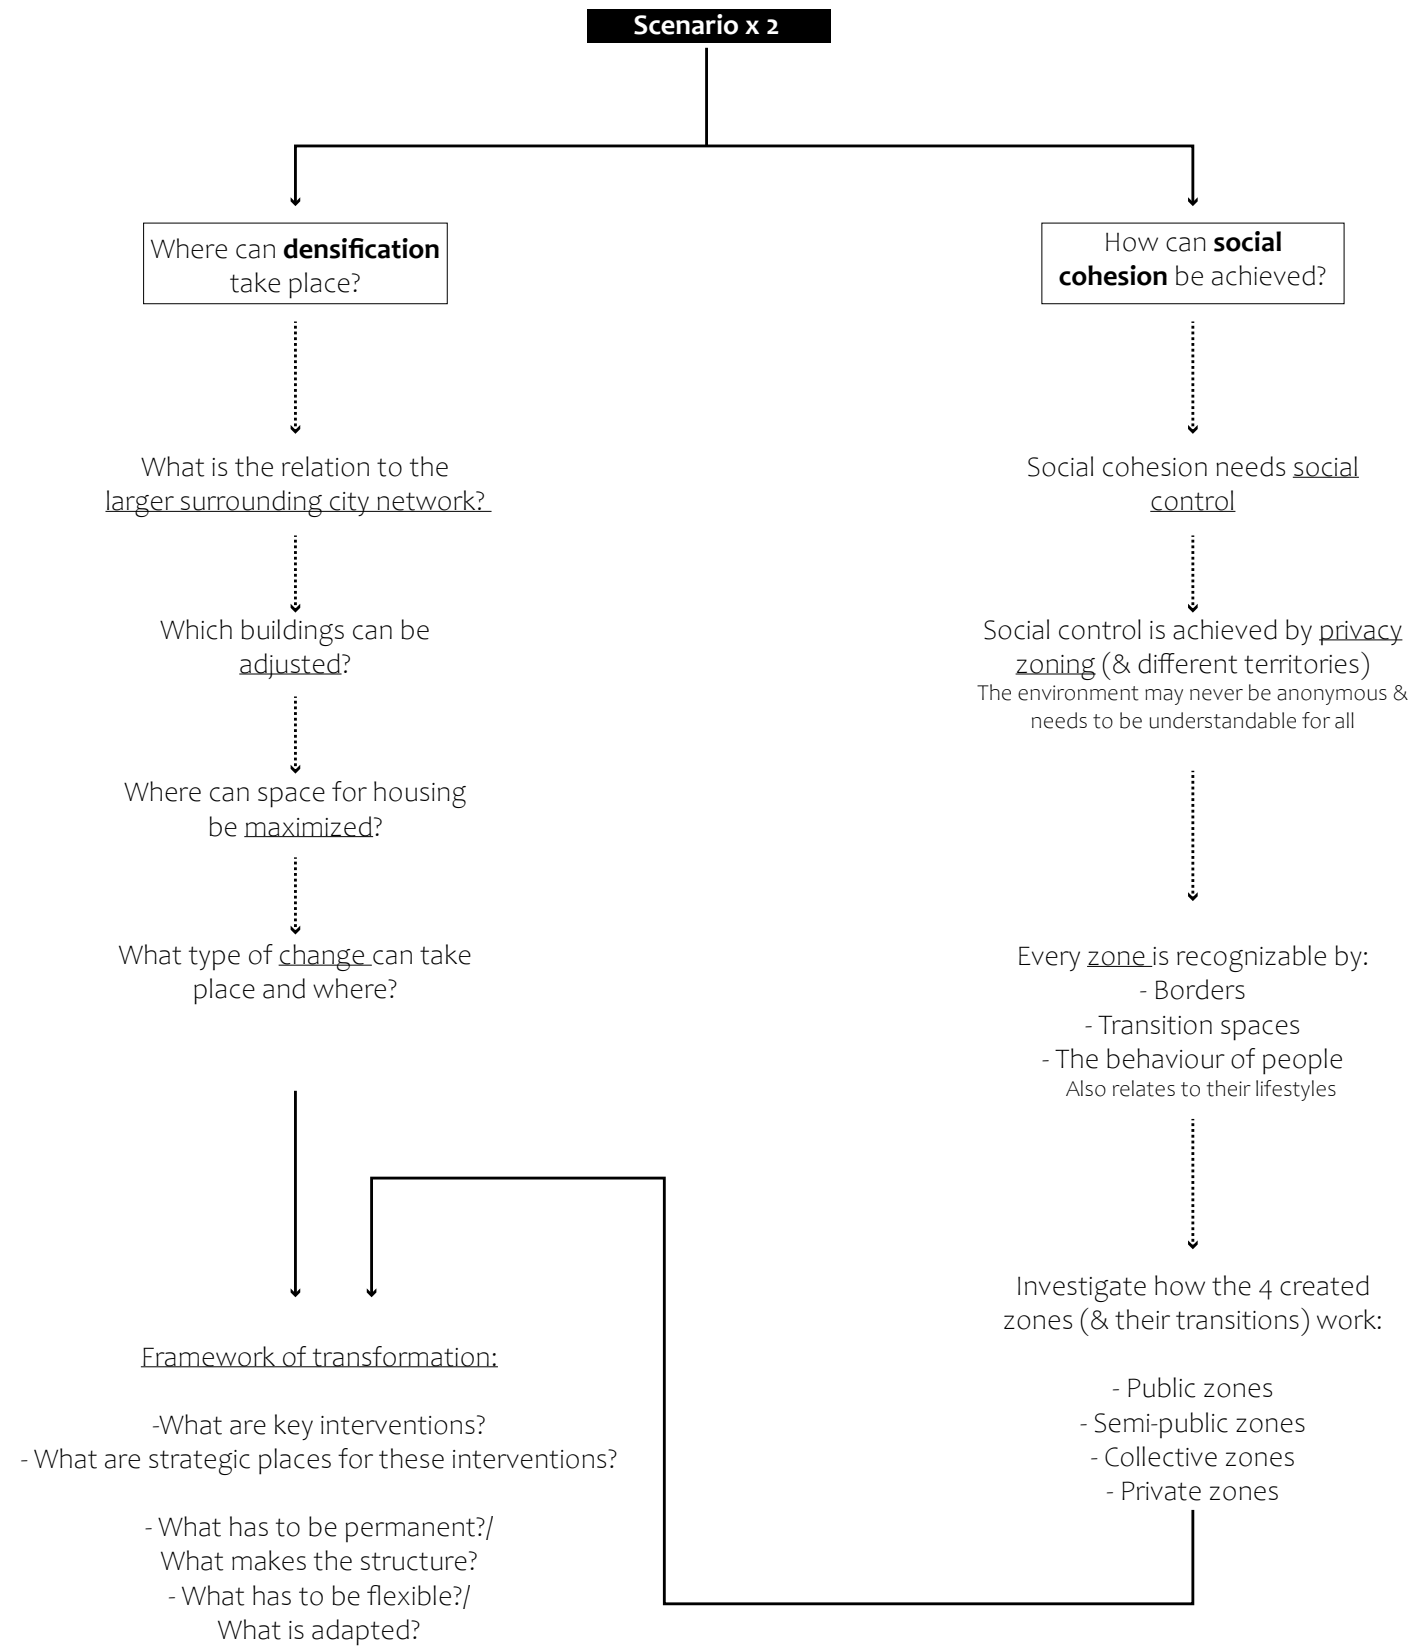 Scenario x 2
Where can densification
take place?
What is the relation to the
larger surrounding city network?
Which buildings can be
adjusted?
Where can space for housing
be maximized?
What type of change can take
place and where?
Framework of transformation:
-What are key interventions?
- What are strategic places for these interventions?
- What has to be permanent?/
What makes the structure?
- What has to be flexible?/
What is adapted?
How can social
cohesion be achieved?
Social cohesion needs social
control
Social control is achieved by privacy
zoning (& different territories)
The environment may never be anonymous &
needs to be understandable for all
Every zone is recognizable by:
- Borders
- Transition spaces
- The behaviour of people
Also relates to their lifestyles
Investigate how the 4 created
zones (& their transitions) work:
- Public zones
- Semi-public zones
- Collective zones
- Private zones